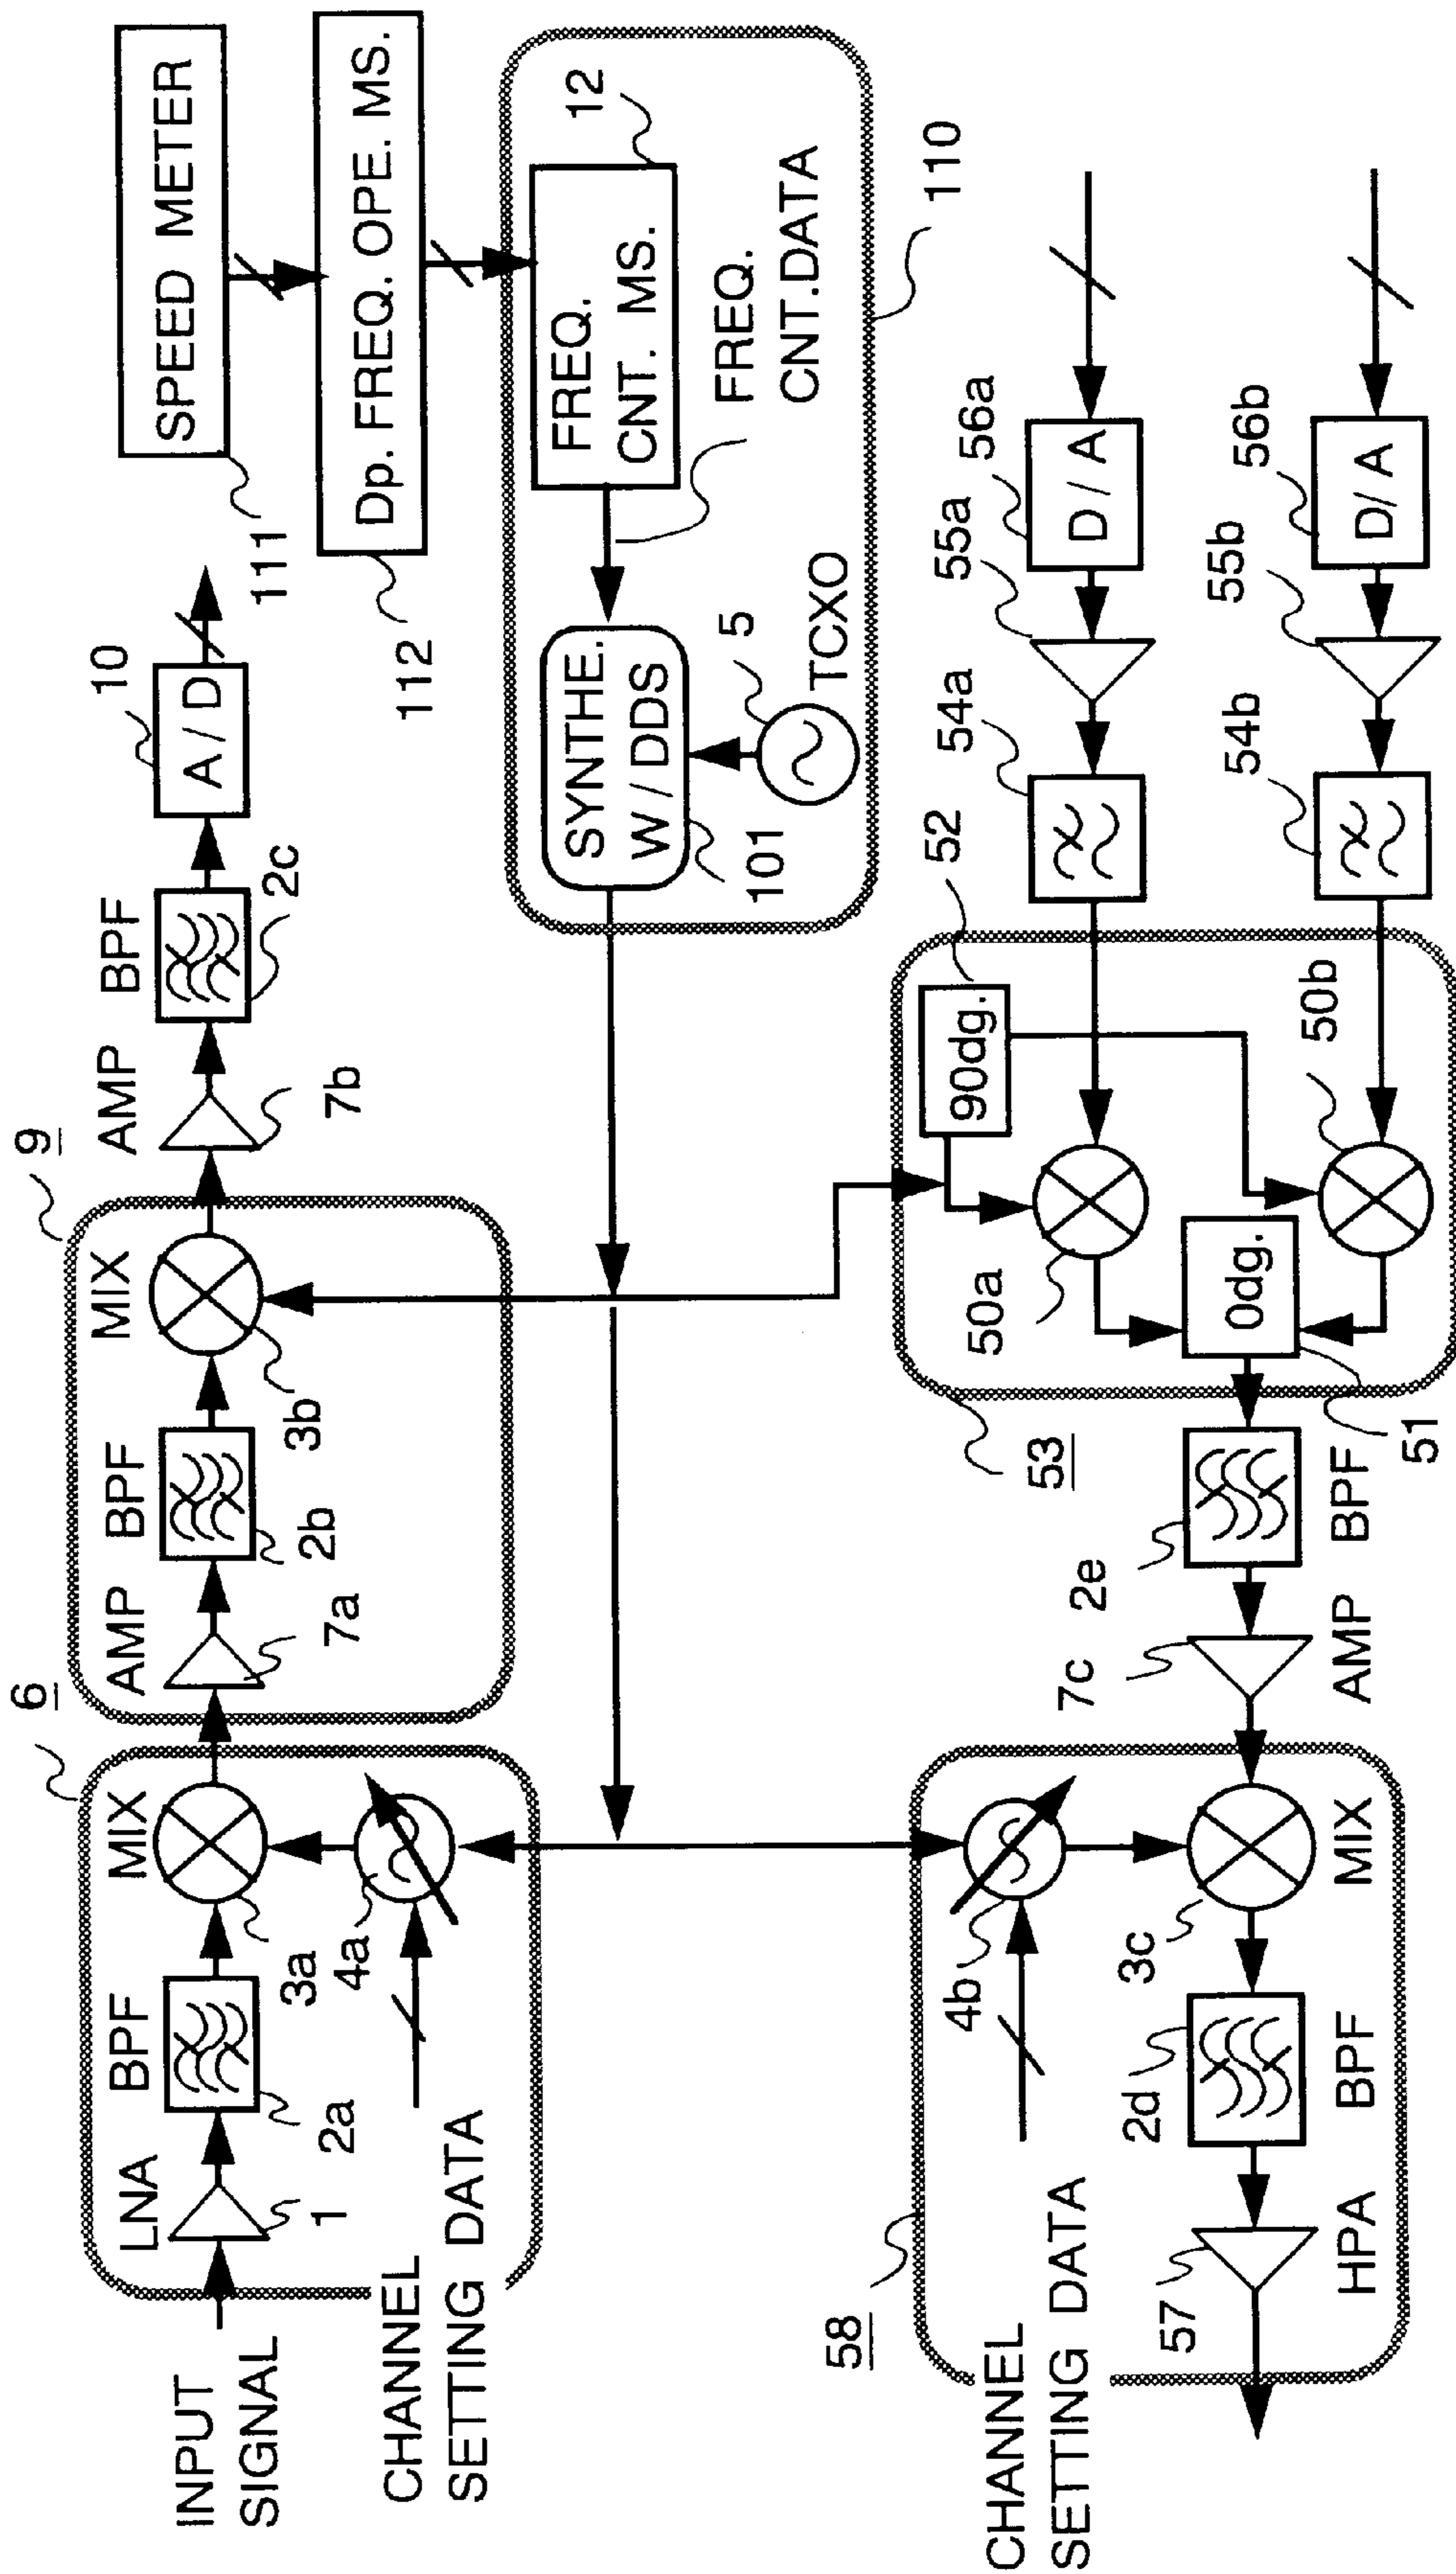 INPUT
SIGNAL
LNA
1
BPF
2a
MIX
3a
4a
CHANNEL
SETTING DATA
6
AMP
7a
BPF
2b
MIX
3b
9
AMP
7b
BPF
2c
A/D
10
SPEED METER
111
Dp. FREQ. OPE. MS.
112
FREQ.
CNT. MS.
12
FREQ.
CNT.DATA
SYNTHE.
W/DDS
101
5
TCXO
110
D/A
56a
55a
54a
D/A
56b
55b
54b
52
90dg.
50a
50b
0dg.
51
53
BPF
2e
AMP
7c
MIX
3c
4b
CHANNEL
SETTING DATA
BPF
2d
HPA
57
58